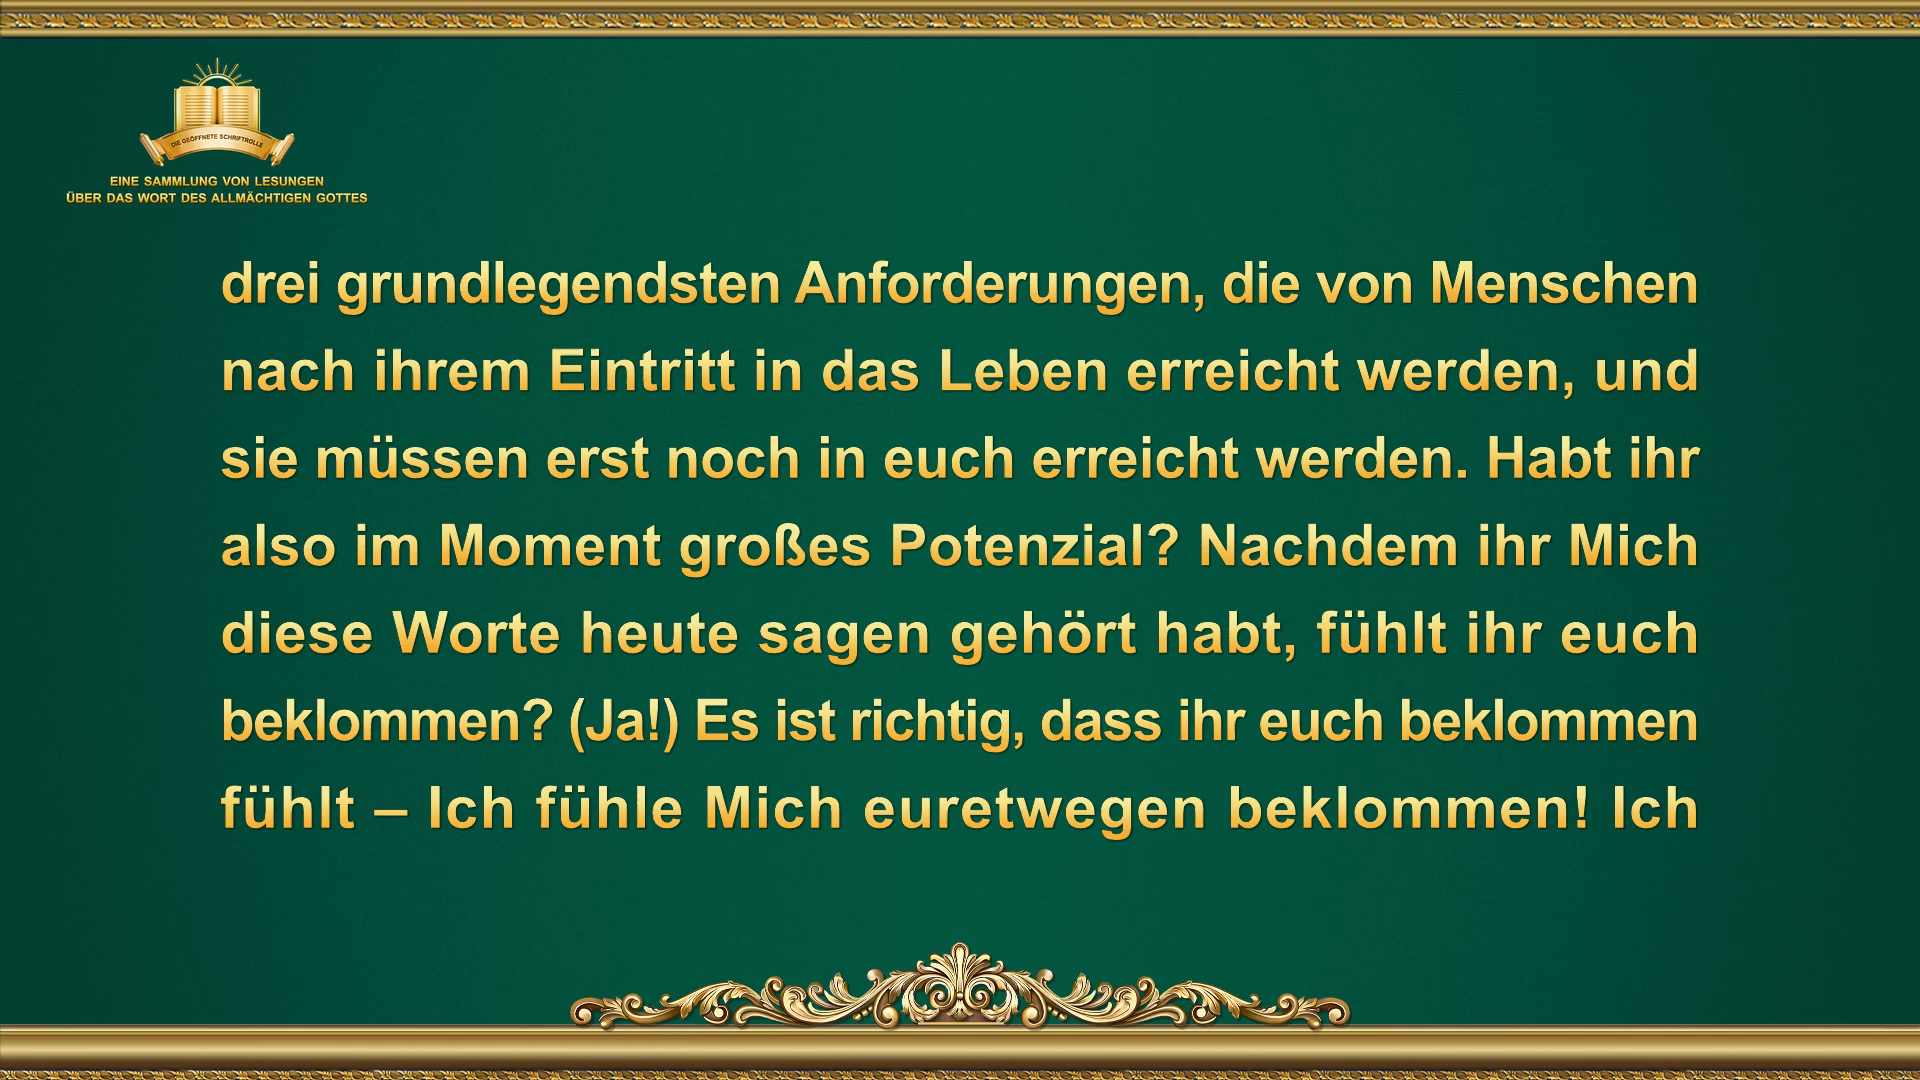 DIE GEÖFFNETE SCHRIFTROLLE
EINE SAMMLUNG VON LESUNGEN
ÜBER DAS WORT DES ALLMÄCHTIGEN GOTTES
drei grundlegendsten Anforderungen, die von Menschen
nach ihrem Eintritt in das Leben erreicht werden, und
sie müssen erst noch in euch erreicht werden. Habt ihr
also im Moment großes Potenzial? Nachdem ihr Mich
diese Worte heute sagen gehört habt, fühlt ihr euch
beklommen? (Ja!) Es ist richtig, dass ihr euch beklommen
fühlt – Ich fühle Mich euretwegen beklommen! Ich